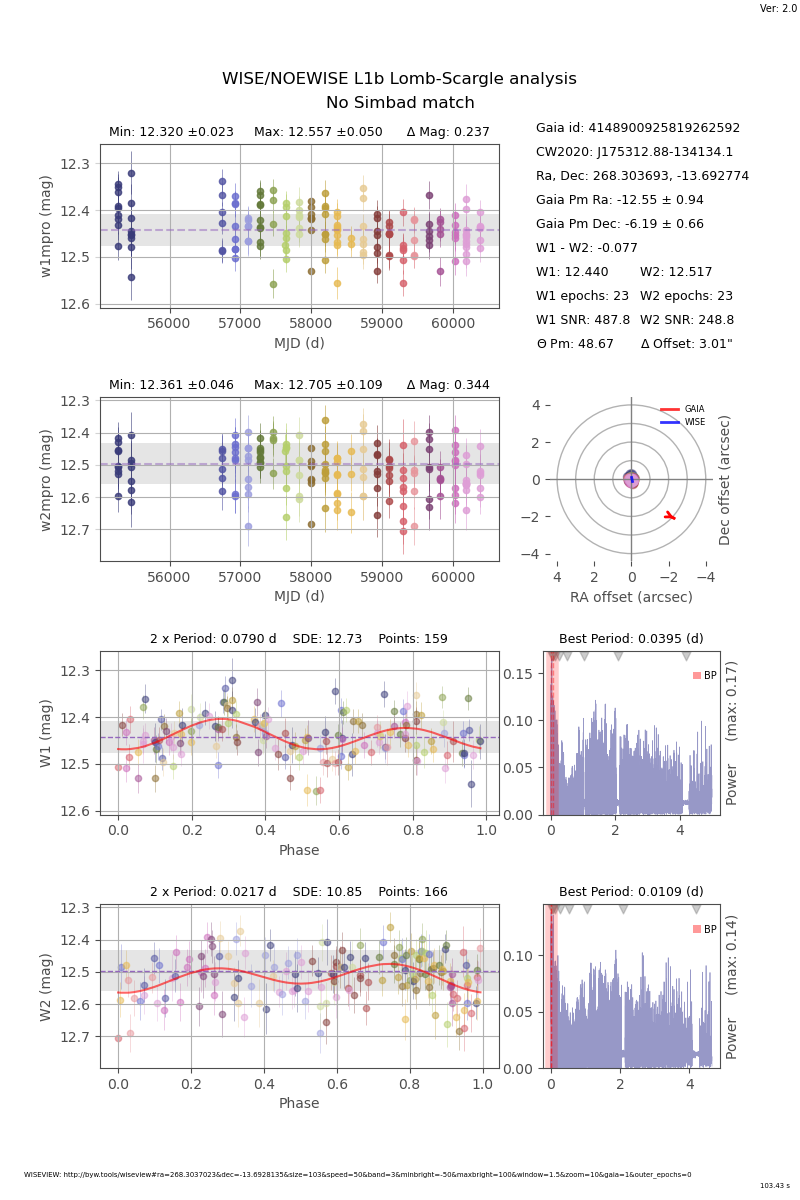 Ver: 2.0
WISE/NOEWISE L1b Lomb-Scargle analysis
No Simbad match
Min: 12.320 ±0.023 Max: 12.557 ±0.050 Δ Mag: 0.237
12.3
12.4
12.5
12.6
w1mpro (mag)
56000 57000 58000 59000 60000
MJD (d)
Gaia id: 4148900925819262592
CW2020: J175312.88-134134.1
Ra, Dec: 268.303693, -13.692774
Gaia Pm Ra: -12.55 ± 0.94
Gaia Pm Dec: -6.19 ± 0.66
W1 - W2: -0.077
W1: 12.440 W2: 12.517
W1 epochs: 23 W2 epochs: 23
W1 SNR: 487.8 W2 SNR: 248.8
Θ Pm: 48.67 Δ Offset: 3.01"
Min: 12.361 ±0.046 Max: 12.705 ±0.109 Δ Mag: 0.344
12.3
12.4
12.5
12.6
12.7
w2mpro (mag)
56000 57000 58000 59000 60000
MJD (d)
GAIA
WISE
4
2
0
−2
−4
Dec offset (arcsec)
4 2 0 −2 −4
RA offset (arcsec)
2 x Period: 0.0790 d SDE: 12.73 Points: 159
12.3
12.4
12.5
12.6
W1 (mag)
0.0 0.2 0.4 0.6 0.8 1.0
Phase
Best Period: 0.0395 (d)
BP
0.15
0.10
0.05
0.00
Power (max: 0.17)
0 2 4
2 x Period: 0.0217 d SDE: 10.85 Points: 166
12.3
12.4
12.5
12.6
12.7
W2 (mag)
0.0 0.2 0.4 0.6 0.8 1.0
Phase
Best Period: 0.0109 (d)
BP
0.10
0.05
0.00
Power (max: 0.14)
0 2 4
WISEVIEW: http://byw.tools/wiseview#ra=268.3037023&dec=-13.6928135&size=103&speed=50&band=3&minbright=-50&maxbright=100&window=1.5&zoom=10&gaia=1&outer_epochs=0
103.43 s